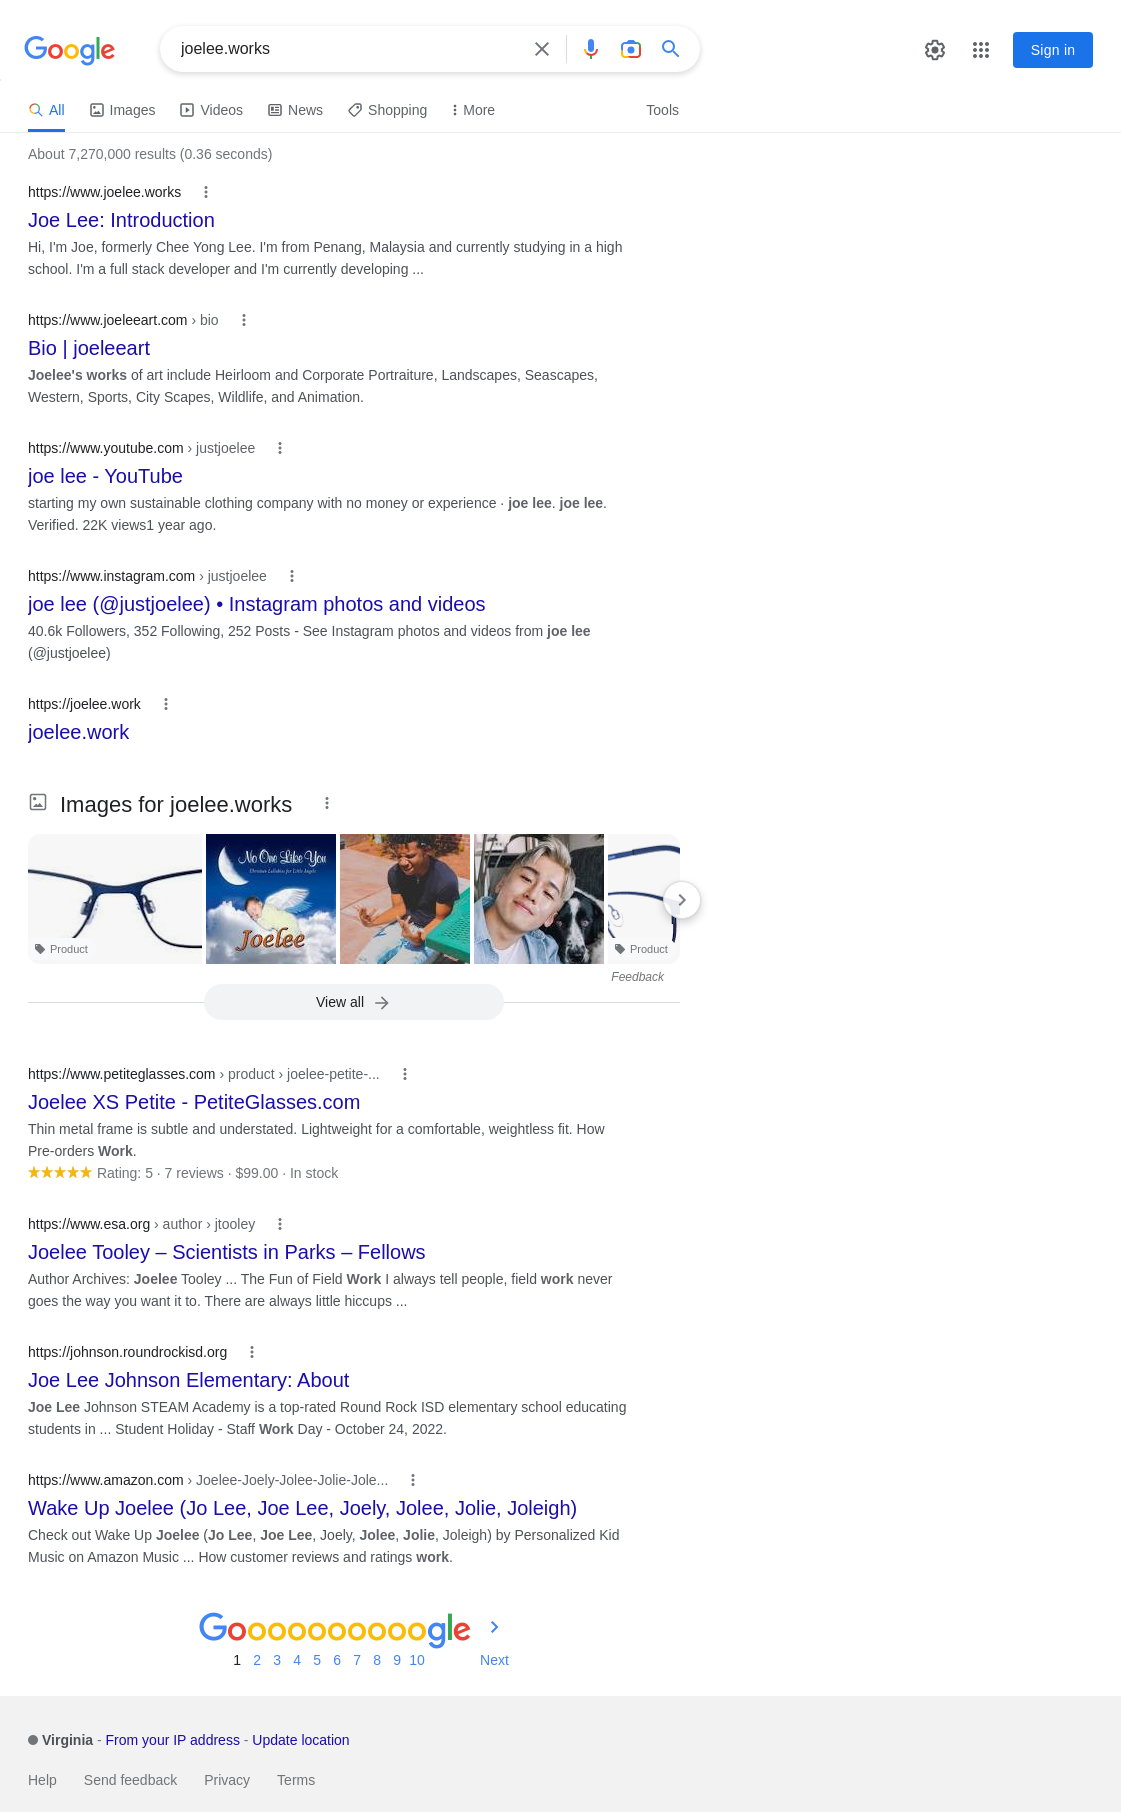 Google
joelee.works
Sign in
All Images Videos News Shopping More Tools
About 7,270,000 results (0.36 seconds)
https://www.joelee.works
Joe Lee: Introduction
Hi, I'm Joe, formerly Chee Yong Lee. I'm from Penang, Malaysia and currently studying in a high
school. I'm a full stack developer and I'm currently developing ...
https://www.joeleeart.com › bio
Bio | joeleeart
Joelee's works of art include Heirloom and Corporate Portraiture, Landscapes, Seascapes,
Western, Sports, City Scapes, Wildlife, and Animation.
https://www.youtube.com › justjoelee
joe lee - YouTube
starting my own sustainable clothing company with no money or experience · joe lee. joe lee.
Verified. 22K views1 year ago.
https://www.instagram.com › justjoelee
joe lee (@justjoelee) • Instagram photos and videos
40.6k Followers, 352 Following, 252 Posts - See Instagram photos and videos from joe lee
(@justjoelee)
https://joelee.work
joelee.work
Images for joelee.works
No One Like You
Christian Lullabies for Little Angels
Joelee
Product
Product
Feedback
View all
https://www.petiteglasses.com › product › joelee-petite-...
Joelee XS Petite - PetiteGlasses.com
Thin metal frame is subtle and understated. Lightweight for a comfortable, weightless fit. How
Pre-orders Work.
Rating: 5 · 7 reviews · $99.00 · In stock
https://www.esa.org › author › jtooley
Joelee Tooley – Scientists in Parks – Fellows
Author Archives: Joelee Tooley ... The Fun of Field Work I always tell people, field work never
goes the way you want it to. There are always little hiccups ...
https://johnson.roundrockisd.org
Joe Lee Johnson Elementary: About
Joe Lee Johnson STEAM Academy is a top-rated Round Rock ISD elementary school educating
students in ... Student Holiday - Staff Work Day - October 24, 2022.
https://www.amazon.com › Joelee-Joely-Jolee-Jolie-Jole...
Wake Up Joelee (Jo Lee, Joe Lee, Joely, Jolee, Jolie, Joleigh)
Check out Wake Up Joelee (Jo Lee, Joe Lee, Joely, Jolee, Jolie, Joleigh) by Personalized Kid
Music on Amazon Music ... How customer reviews and ratings work.
Goooooooooogle
1 2 3 4 5 6 7 8 9 10 Next
Virginia - From your IP address - Update location
Help Send feedback Privacy Terms